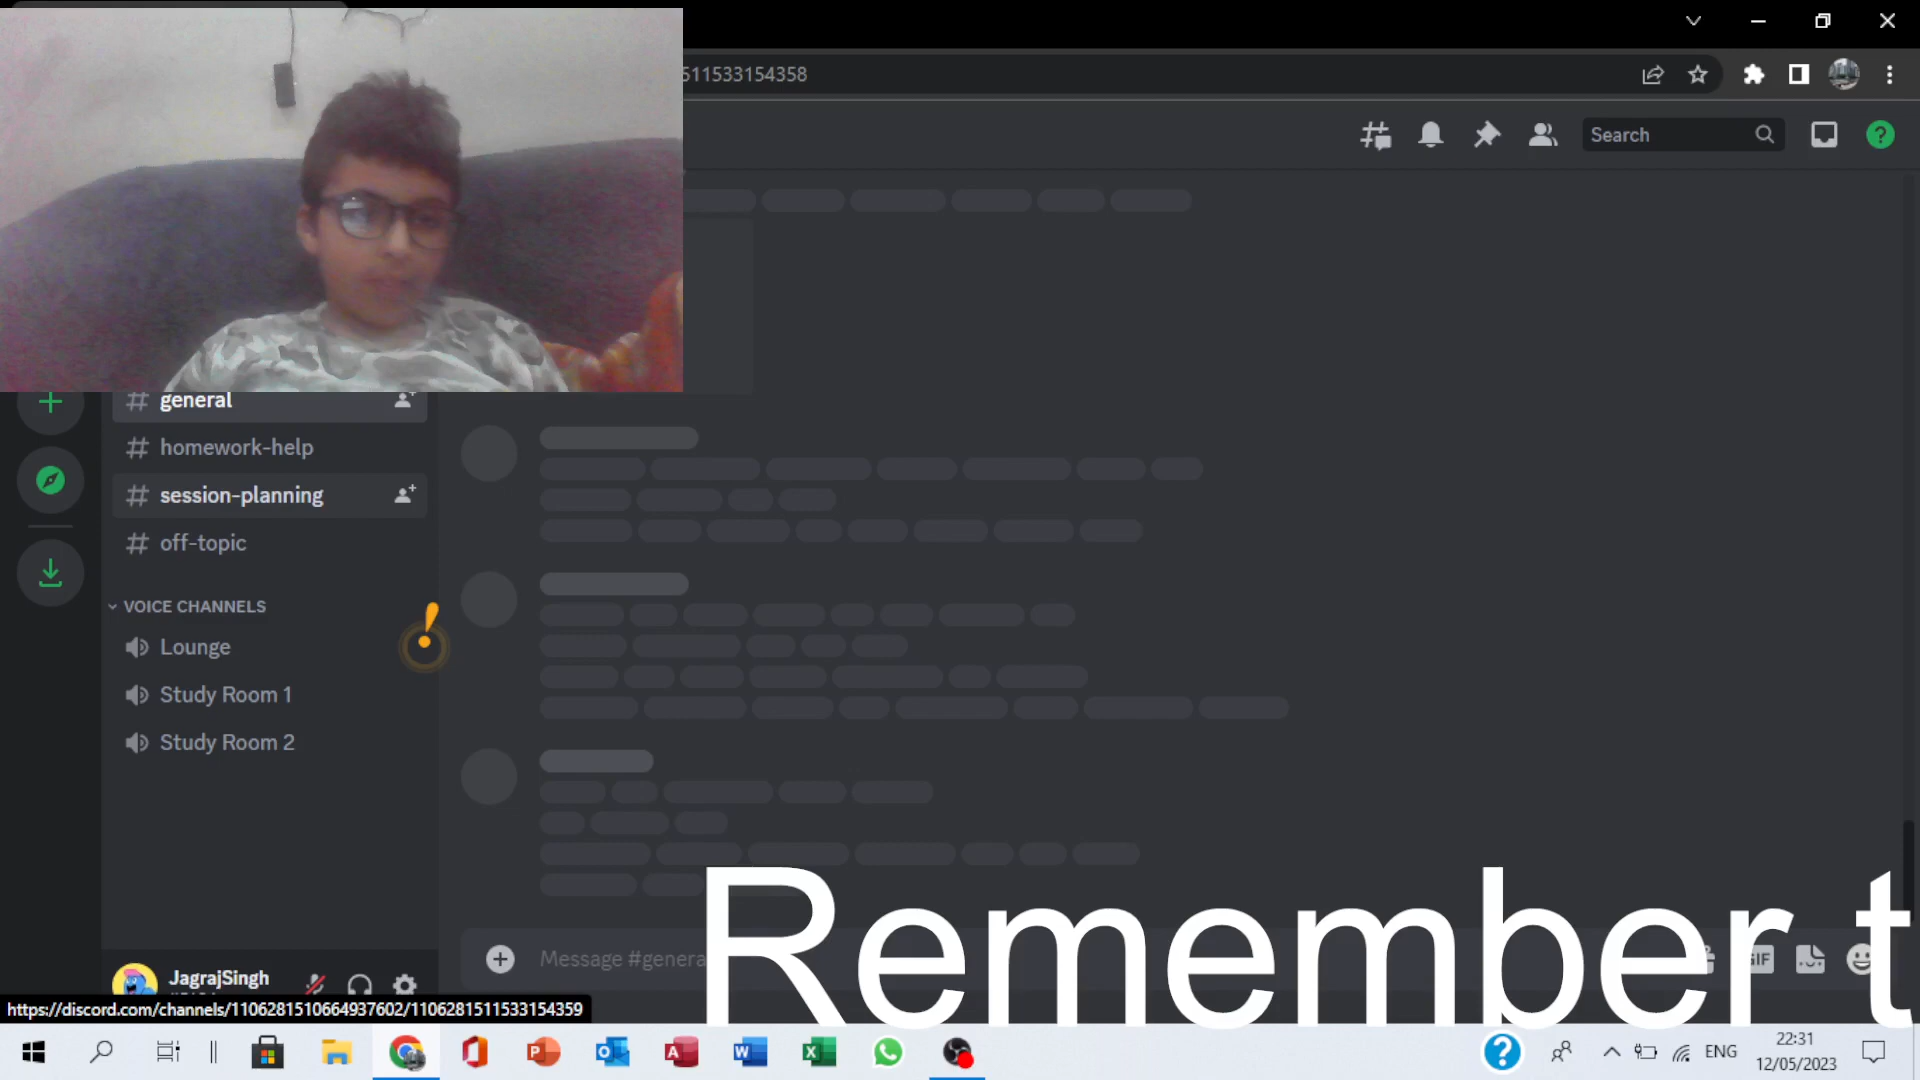 511533154358
Search
general
homework-help
session-planning
off-topic
VOICE CHANNELS
Lounge
Study Room 1
Study Room 2
Message #genera
GIF
JagrajSingh
https://discord.com/channels/1106281510664937602/1106281511533154359
Remember t
ENG
22:31
12/05/2023